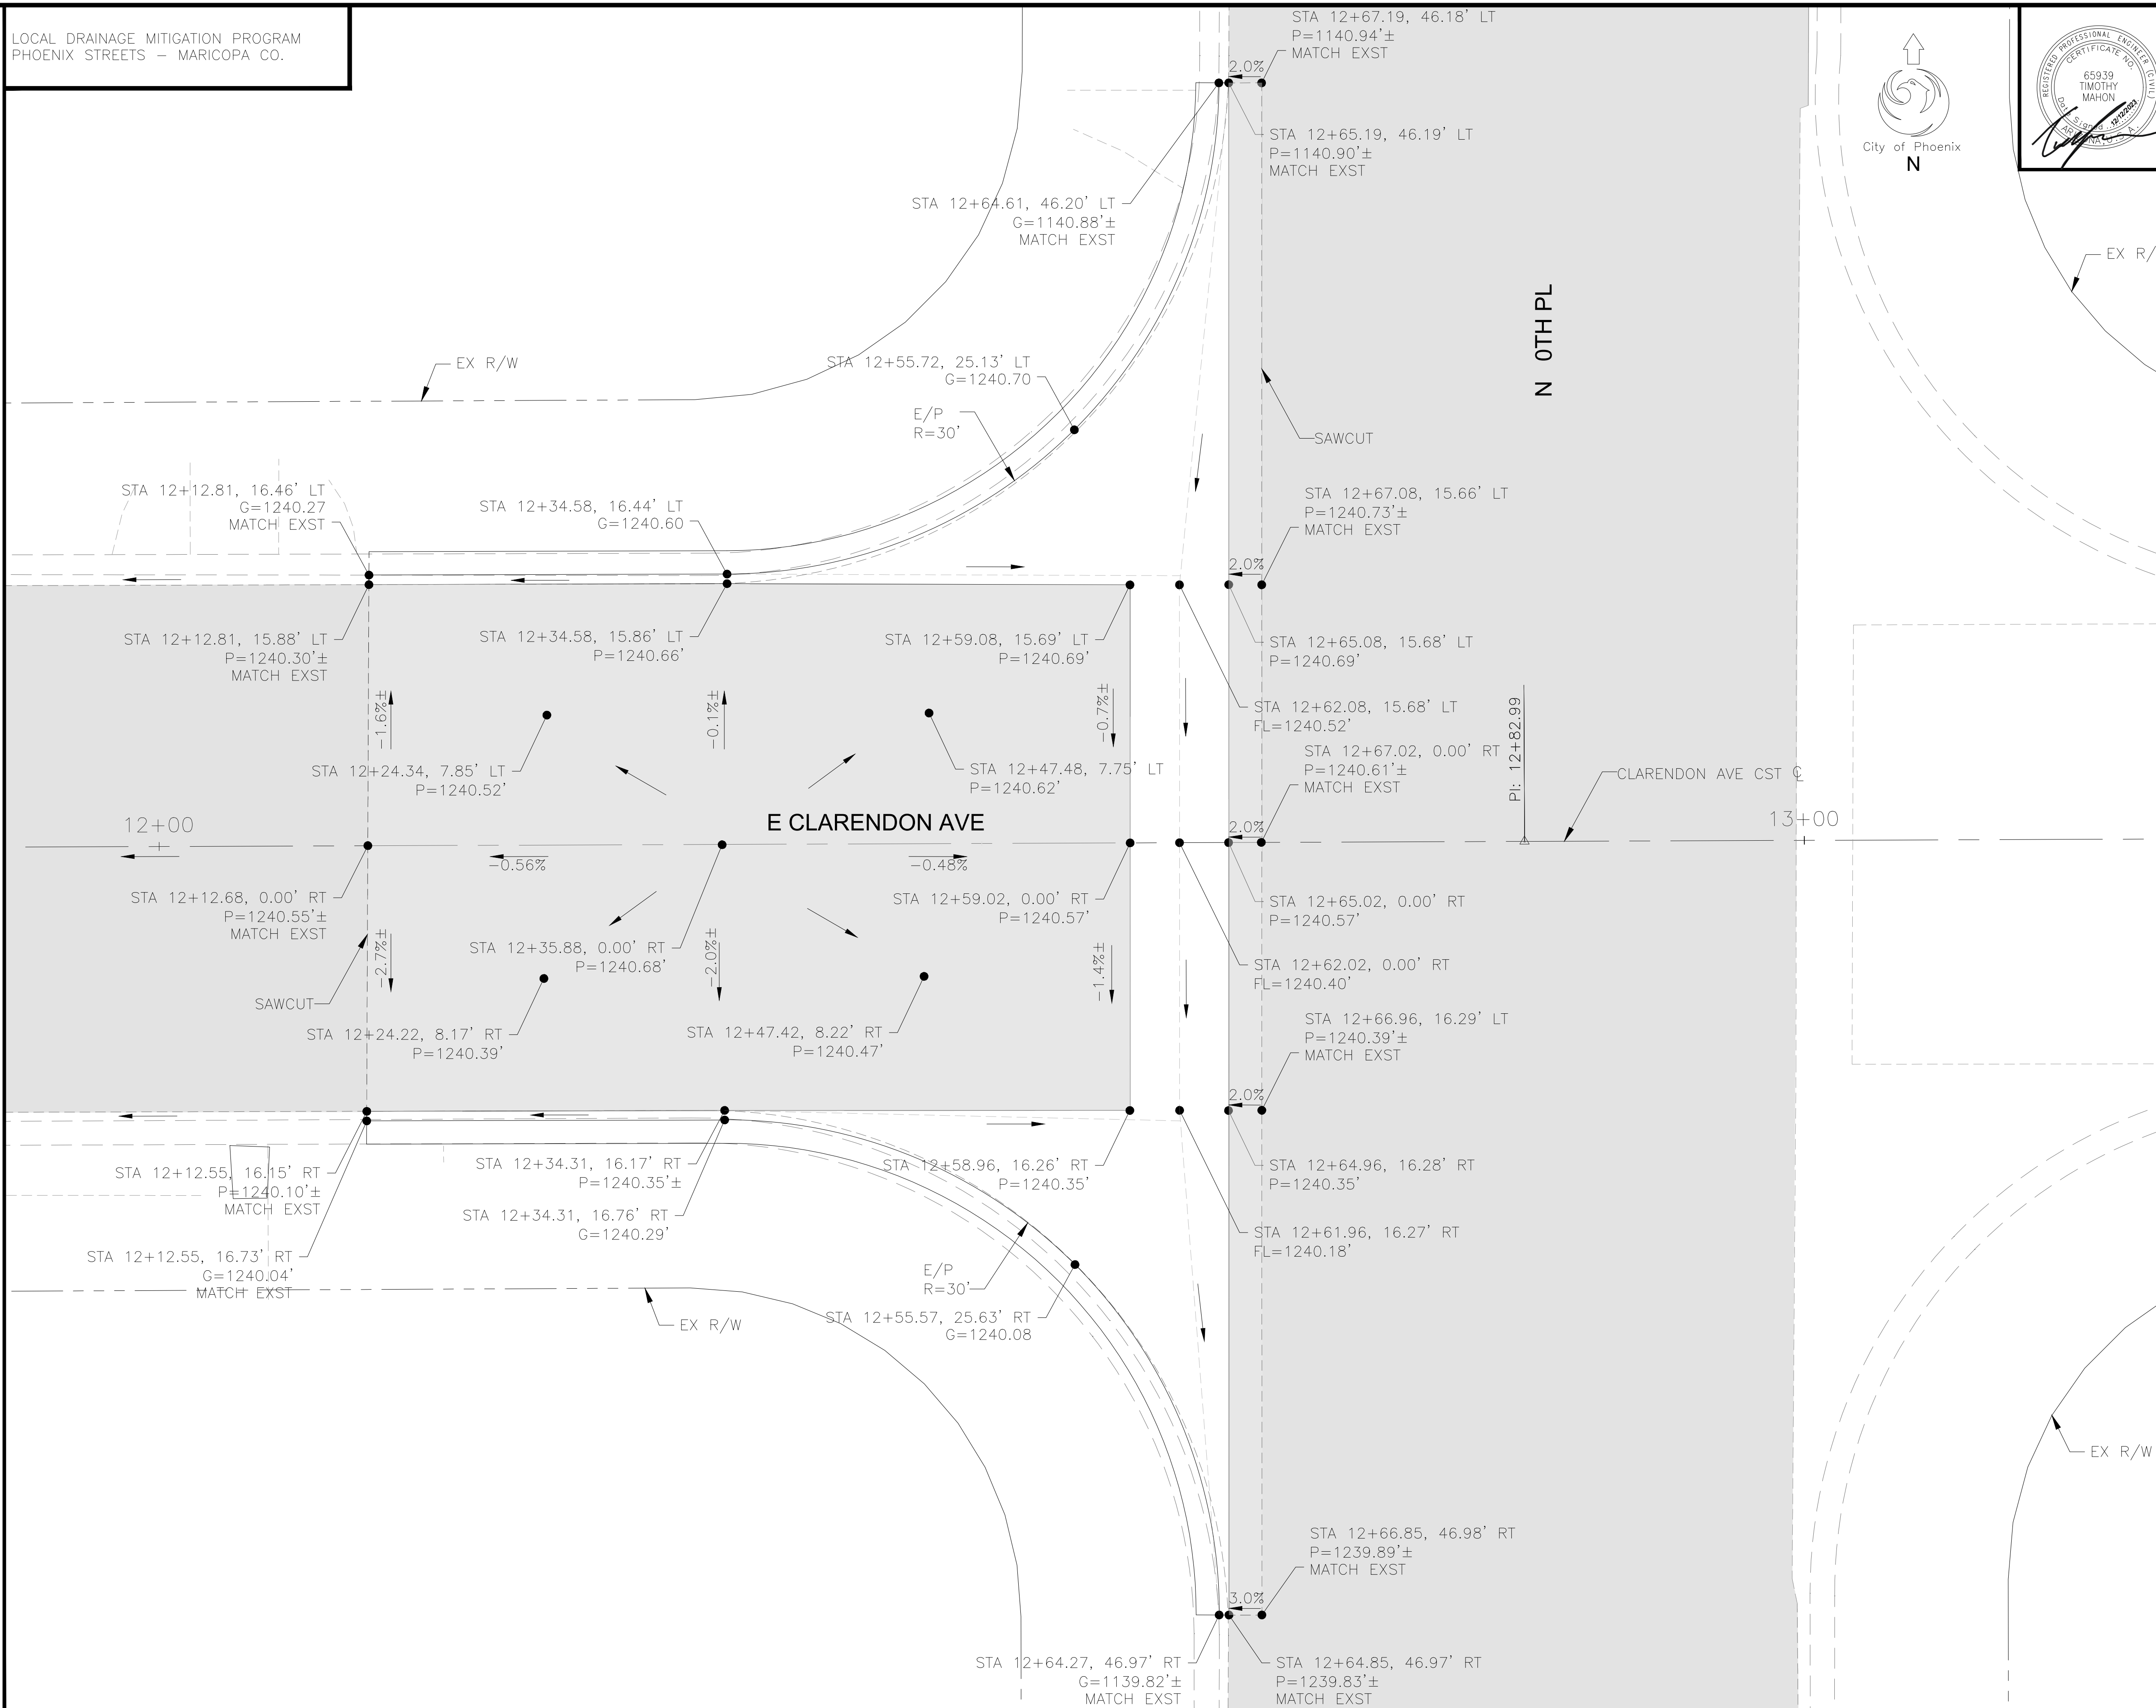 LOCAL DRAINAGE MITIGATION PROGRAM
PHOENIX STREETS – MARICOPA CO.
STA 12+67.19, 46.18' LT
P=1140.94'±
MATCH EXST
2.0%
STA 12+65.19, 46.19' LT
P=1140.90'±
MATCH EXST
STA 12+64.61, 46.20' LT
G=1140.88'±
MATCH EXST
City of Phoenix
N
REGISTERED PROFESSIONAL ENGINEER (CIVIL)
CERTIFICATE NO.
65939
TIMOTHY
MAHON
Signed
12/12/2023
EX R/
N 0TH PL
EX R/W
STA 12+55.72, 25.13' LT
G=1240.70
E/P
R=30'
SAWCUT
STA 12+12.81, 16.46' LT
G=1240.27
MATCH EXST
STA 12+34.58, 16.44' LT
G=1240.60
STA 12+67.08, 15.66' LT
P=1240.73'±
MATCH EXST
2.0%
STA 12+12.81, 15.88' LT
P=1240.30'±
MATCH EXST
STA 12+34.58, 15.86' LT
P=1240.66'
STA 12+59.08, 15.69' LT
P=1240.69'
STA 12+65.08, 15.68' LT
P=1240.69'
-1.6%±
-0.1%±
-0.7%±
STA 12+62.08, 15.68' LT
FL=1240.52'
STA 12+24.34, 7.85' LT
P=1240.52'
STA 12+47.48, 7.75' LT
P=1240.62'
STA 12+67.02, 0.00' RT
P=1240.61'±
MATCH EXST
PI: 12+82.99
CLARENDON AVE CST ℄
12+00
E CLARENDON AVE
2.0%
13+00
-0.56%
-0.48%
STA 12+12.68, 0.00' RT
P=1240.55'±
MATCH EXST
STA 12+59.02, 0.00' RT
P=1240.57'
STA 12+65.02, 0.00' RT
P=1240.57'
STA 12+35.88, 0.00' RT
P=1240.68'
-2.7%±
-2.0%±
-1.4%±
STA 12+62.02, 0.00' RT
FL=1240.40'
SAWCUT
STA 12+24.22, 8.17' RT
P=1240.39'
STA 12+47.42, 8.22' RT
P=1240.47'
STA 12+66.96, 16.29' LT
P=1240.39'±
MATCH EXST
2.0%
STA 12+12.55, 16.15' RT
P=1240.10'±
MATCH EXST
STA 12+34.31, 16.17' RT
P=1240.35'±
STA 12+58.96, 16.26' RT
P=1240.35'
STA 12+64.96, 16.28' RT
P=1240.35'
STA 12+34.31, 16.76' RT
G=1240.29'
STA 12+61.96, 16.27' RT
FL=1240.18'
STA 12+12.55, 16.73' RT
G=1240.04'
MATCH EXST
E/P
R=30'
EX R/W
STA 12+55.57, 25.63' RT
G=1240.08
EX R/W
STA 12+66.85, 46.98' RT
P=1239.89'±
MATCH EXST
3.0%
STA 12+64.27, 46.97' RT
G=1139.82'±
MATCH EXST
STA 12+64.85, 46.97' RT
P=1239.83'±
MATCH EXST